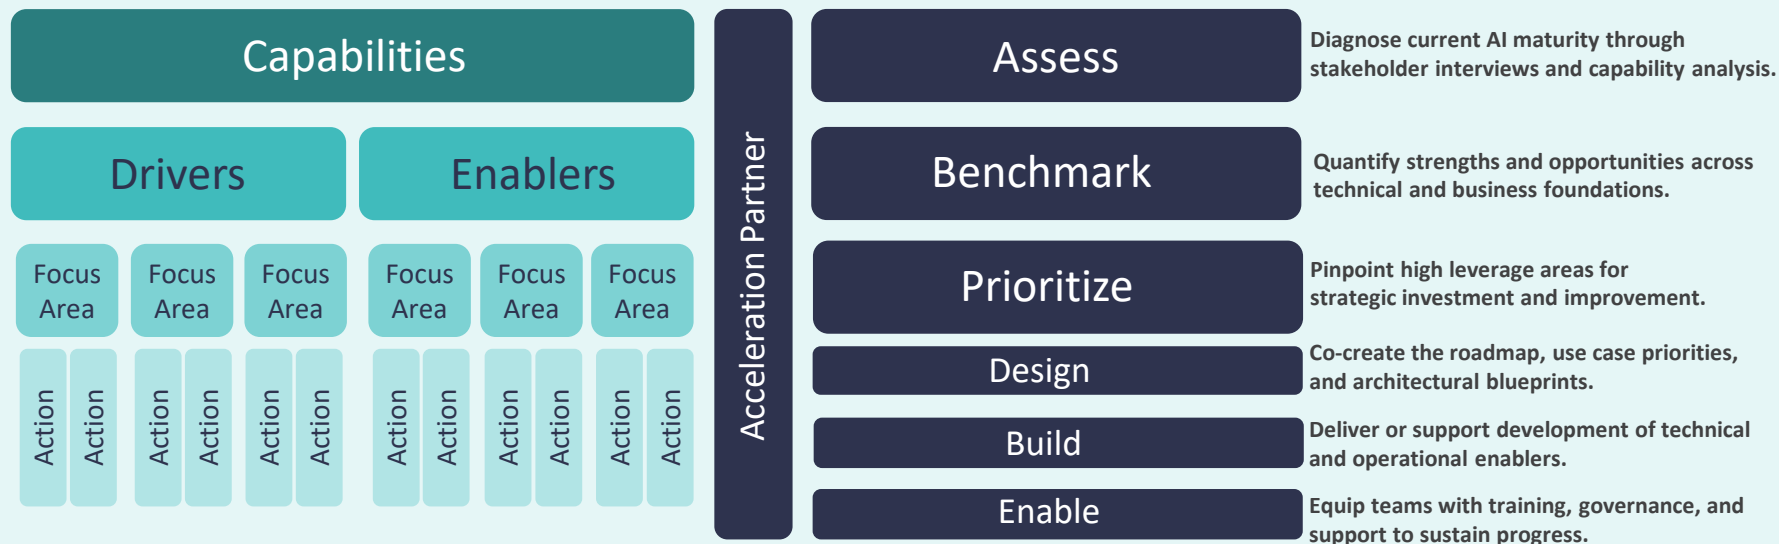 Capabilities
Drivers
Enablers
Focus
Area
Focus
Area
Focus
Area
Focus
Area
Focus
Area
Focus
Area
Action
Action
Action
Action
Action
Action
Action
Action
Action
Action
Action
Action
Acceleration Partner
Assess
Diagnose current AI maturity through
stakeholder interviews and capability analysis.
Benchmark
Quantify strengths and opportunities across
technical and business foundations.
Prioritize
Pinpoint high leverage areas for
strategic investment and improvement.
Design
Co-create the roadmap, use case priorities,
and architectural blueprints.
Build
Deliver or support development of technical
and operational enablers.
Enable
Equip teams with training, governance, and
support to sustain progress.